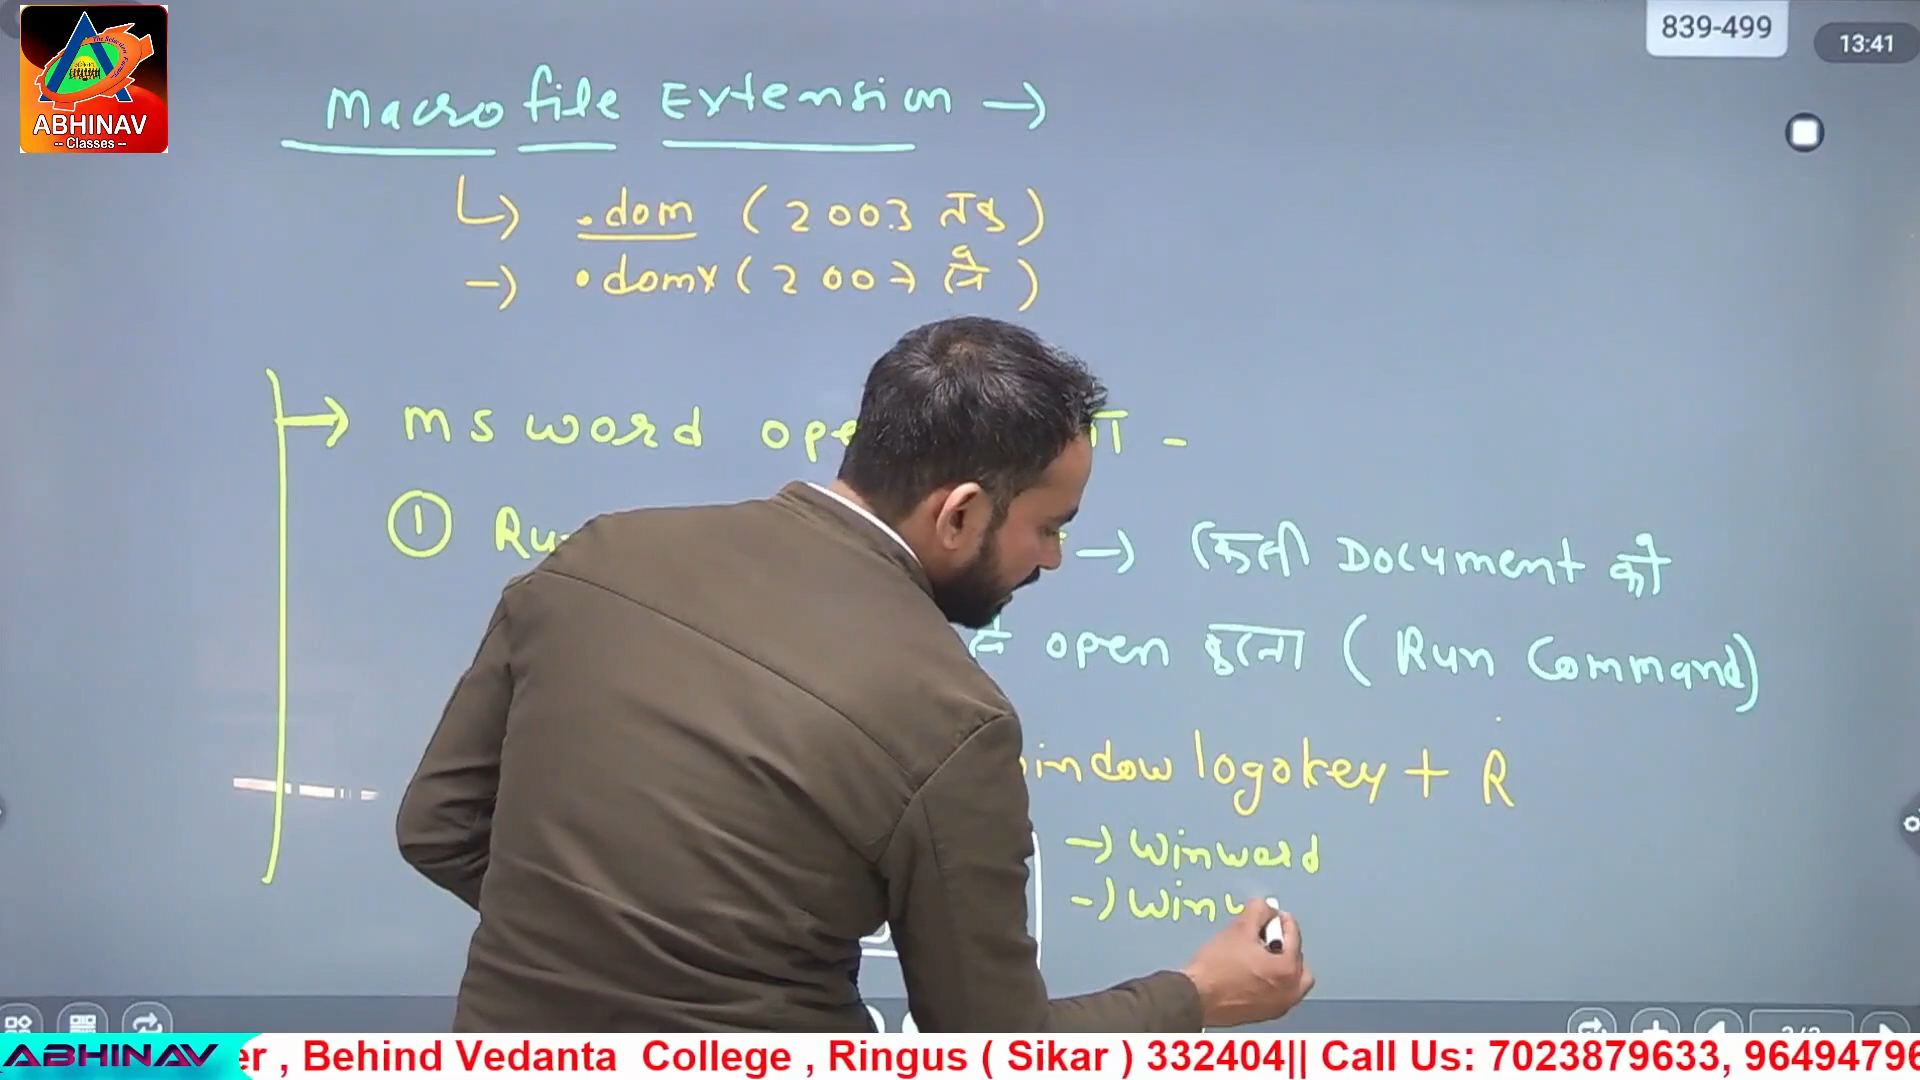 ABHINAV
-- Classes --
839-499
13:41
Macro file Extension →
↳ .dom (2003 तक)
→ .domx (2007 से)
→ MS word ope -
① Ru → किसी Document को
से open करना (Run Command)
indow logokey + R
→ Winword
→ Winw
ABHINAV
er , Behind Vedanta College , Ringus ( Sikar ) 332404|| Call Us: 7023879633, 96494796